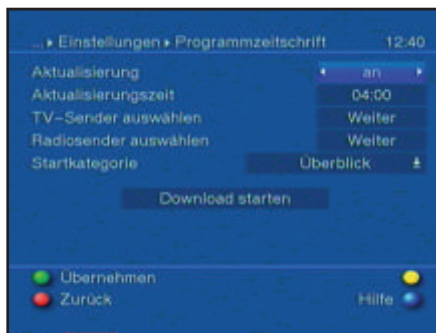 ... ▸ Einstellungen ▸ Programmzeitschrift 12:40
Aktualisierung an
Aktualisierungszeit 04:00
TV-Sender auswählen Weiter
Radiosender auswählen Weiter
Startkategorie Überblick
Download starten
Übernehmen
Zurück Hilfe